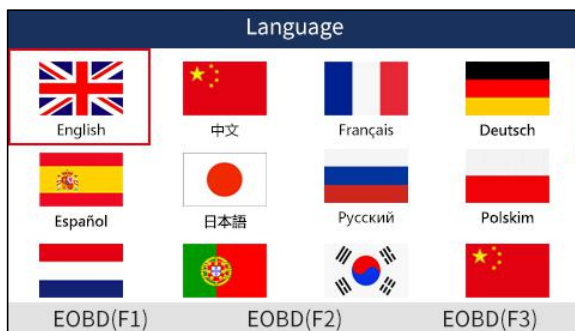 Language
English 中文 Français Deutsch
Español 日本語 Русский Polskim
EOBD(F1) EOBD(F2) EOBD(F3)